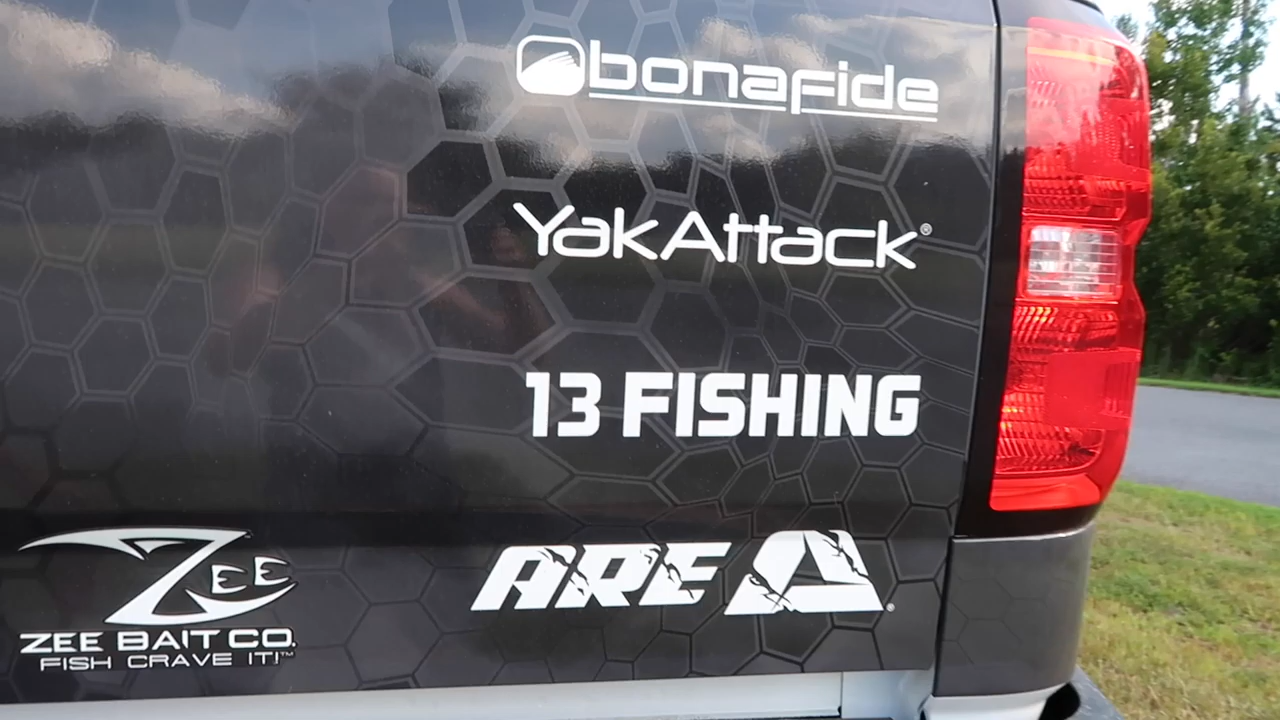 bonafide
YakAttack®
13 FISHING
ARE
ZEE
ZEE BAIT CO.
FISH CRAVE IT!™